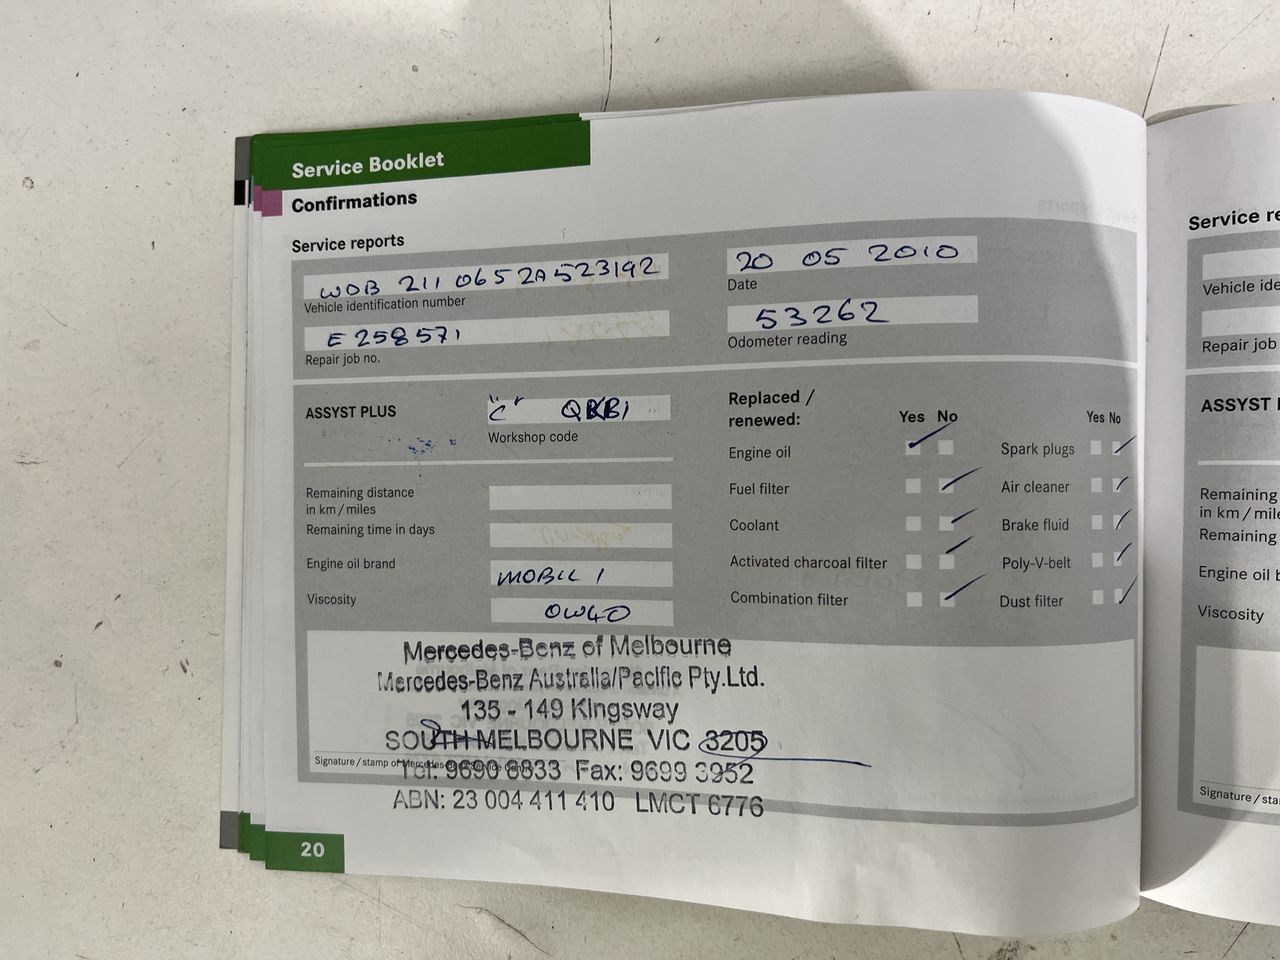 Service Booklet
Confirmations
Service reports
WDB 211 065 2A 523192
Vehicle identification number
20 05 2010
Date
E 258571
Repair job no.
53262
Odometer reading
ASSYST PLUS
"C"
Workshop code
Remaining distance
in km / miles
Remaining time in days
Engine oil brand
MOBIL 1
Viscosity
0W40
Replaced /
renewed:
Yes No
Yes No
Engine oil
Spark plugs
Fuel filter
Air cleaner
Coolant
Brake fluid
Activated charcoal filter
Poly-V-belt
Combination filter
Dust filter
Mercedes-Benz of Melbourne
Mercedes-Benz Australia/Pacific Pty.Ltd.
135 - 149 Kingsway
SOUTH MELBOURNE VIC 3205
Signature / stamp of Mercedes-Benz Service Centre
Tel: 9690 8833 Fax: 9699 3952
ABN: 23 004 411 410 LMCT 6776
20
Service re
Vehicle ide
Repair job
ASSYST
Remaining
in km / mile
Remaining
Engine oil b
Viscosity
Signature / sta